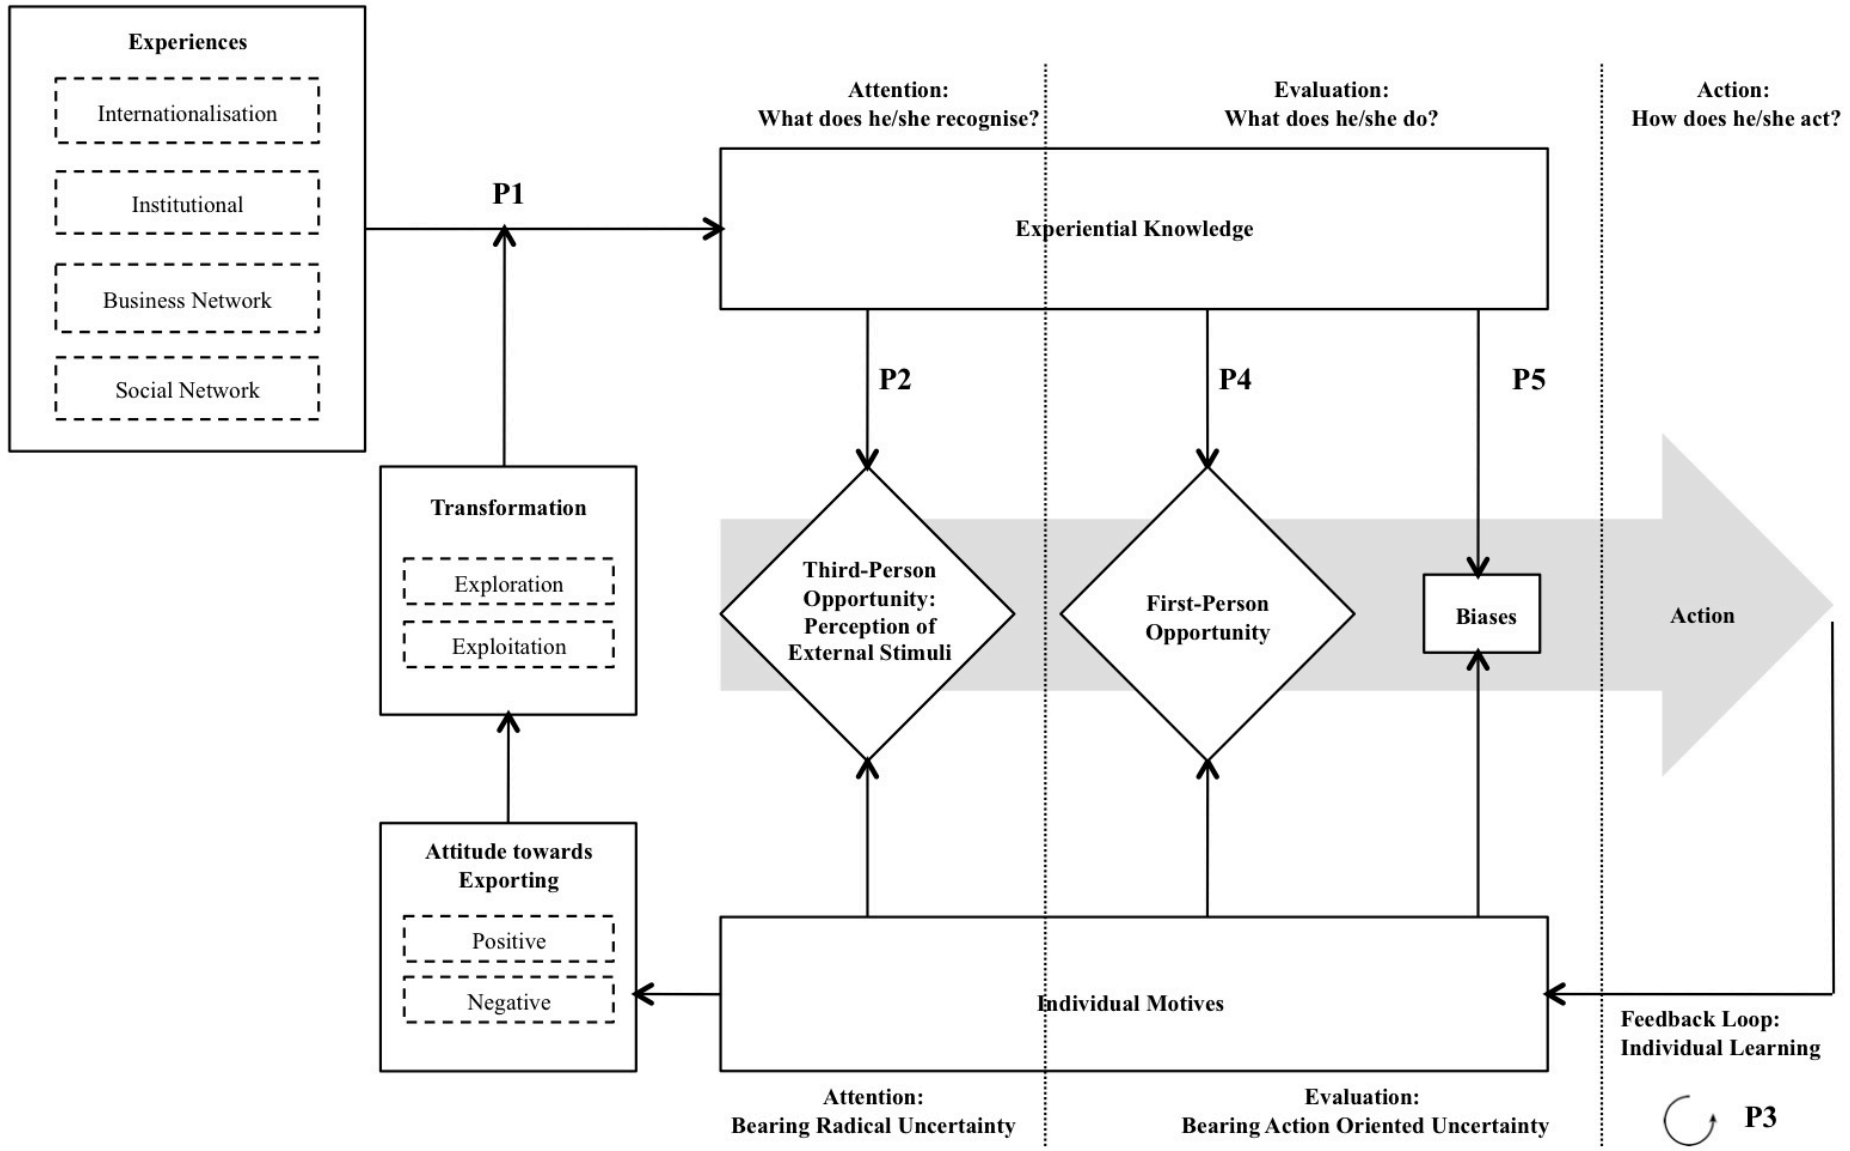 Experiences
Internationalisation
Institutional
Business Network
Social Network
P1
Attention:
What does he/she recognise?
Evaluation:
What does he/she do?
Action:
How does he/she act?
Experiential Knowledge
P2
P4
P5
Transformation
Exploration
Exploitation
Third-Person
Opportunity:
Perception of
External Stimuli
First-Person
Opportunity
Biases
Action
Attitude towards
Exporting
Positive
Negative
Individual Motives
Feedback Loop:
Individual Learning
Attention:
Bearing Radical Uncertainty
Evaluation:
Bearing Action Oriented Uncertainty
P3